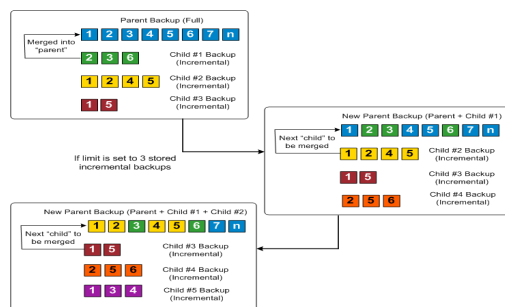 Parent Backup (Full)
Merged into
"parent"
1 2 3 4 5 6 7 n
2 3 6
Child #1 Backup
(Incremental)
1 2 4 5
Child #2 Backup
(Incremental)
1 5
Child #3 Backup
(Incremental)
If limit is set to 3 stored
incremental backups
New Parent Backup (Parent + Child #1)
Next "child" to
be merged
1 2 3 4 5 6 7 n
1 2 4 5
Child #2 Backup
(Incremental)
1 5
Child #3 Backup
(Incremental)
2 5 6
Child #4 Backup
(Incremental)
New Parent Backup (Parent + Child #1 + Child #2)
Next "child" to
be merged
1 2 3 4 5 6 7 n
1 5
Child #3 Backup
(Incremental)
2 5 6
Child #4 Backup
(Incremental)
1 3 4
Child #5 Backup
(Incremental)